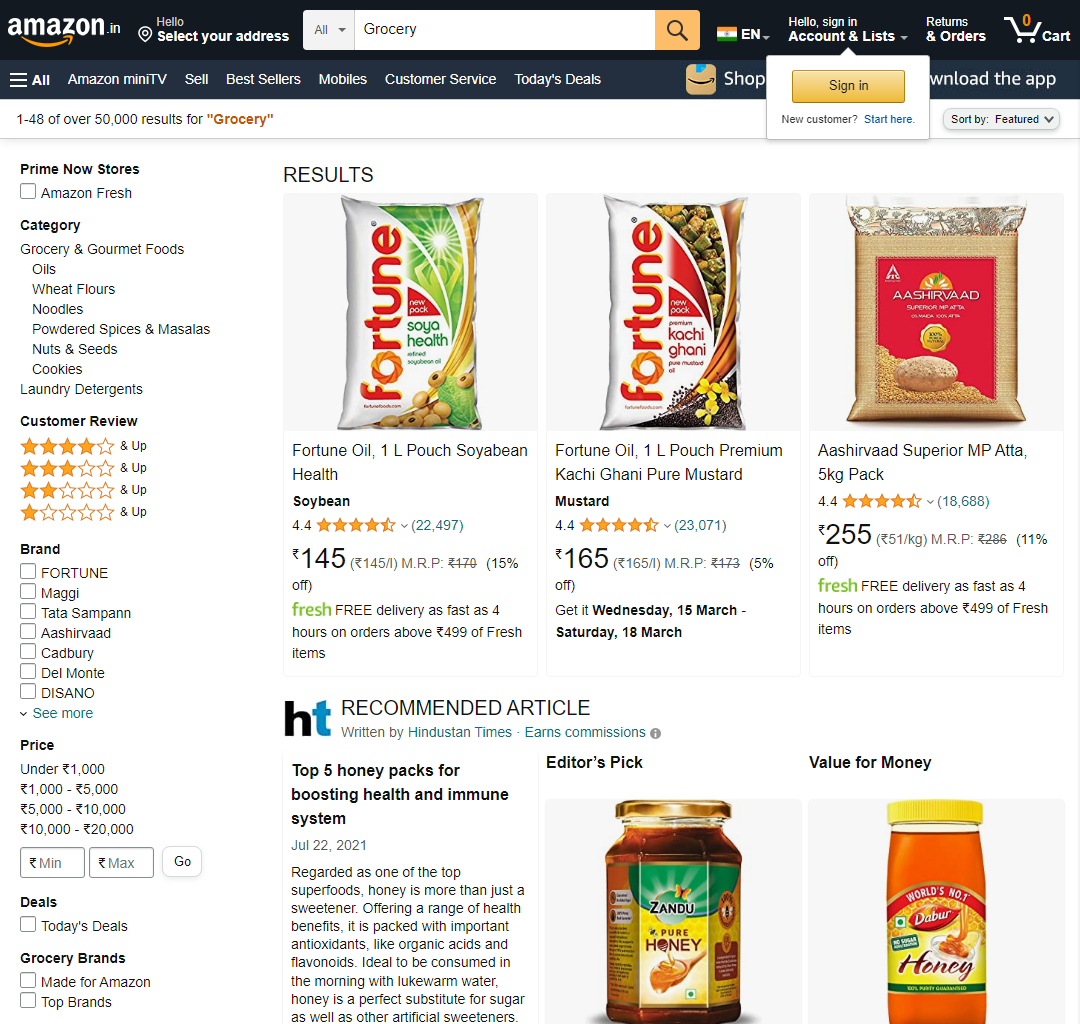 amazon.in
Hello
Select your address
All
Grocery
EN
Hello, sign in
Account & Lists
Returns
& Orders
0
Cart
All
Amazon miniTV
Sell
Best Sellers
Mobiles
Customer Service
Today's Deals
Shop
wnload the app
Sign in
New customer? Start here.
1-48 of over 50,000 results for "Grocery"
Sort by: Featured
Prime Now Stores
Amazon Fresh
Category
Grocery & Gourmet Foods
Oils
Wheat Flours
Noodles
Powdered Spices & Masalas
Nuts & Seeds
Cookies
Laundry Detergents
Customer Review
& Up
& Up
& Up
& Up
Brand
FORTUNE
Maggi
Tata Sampann
Aashirvaad
Cadbury
Del Monte
DISANO
See more
Price
Under ₹1,000
₹1,000 - ₹5,000
₹5,000 - ₹10,000
₹10,000 - ₹20,000
₹ Min
₹ Max
Go
Deals
Today's Deals
Grocery Brands
Made for Amazon
Top Brands
RESULTS
fortune
new
pack
soya
health
refined
soyabean oil
fortunefoods.com
Fortune Oil, 1 L Pouch Soyabean
Health
Soybean
4.4 (22,497)
₹145 (₹145/l) M.R.P: ₹170 (15%
off)
fresh FREE delivery as fast as 4
hours on orders above ₹499 of Fresh
items
fortune
new
pack
premium
kachi
ghani
pure mustard
oil
fortunefoods.com
Fortune Oil, 1 L Pouch Premium
Kachi Ghani Pure Mustard
Mustard
4.4 (23,071)
₹165 (₹165/l) M.R.P: ₹173 (5%
off)
Get it Wednesday, 15 March -
Saturday, 18 March
AASHIRVAAD
SUPERIOR MP ATTA
0% MAIDA 100% ATTA
100%
Aashirvaad Superior MP Atta,
5kg Pack
4.4 (18,688)
₹255 (₹51/kg) M.R.P: ₹286 (11%
off)
fresh FREE delivery as fast as 4
hours on orders above ₹499 of Fresh
items
ht
RECOMMENDED ARTICLE
Written by Hindustan Times · Earns commissions
Top 5 honey packs for
boosting health and immune
system
Jul 22, 2021
Regarded as one of the top
superfoods, honey is more than just a
sweetener. Offering a range of health
benefits, it is packed with important
antioxidants, like organic acids and
flavonoids. Ideal to be consumed in
the morning with lukewarm water,
honey is a perfect substitute for sugar
as well as other artificial sweeteners.
Editor's Pick
ZANDU
PURE
HONEY
Value for Money
WORLD'S NO.1
Dabur
NO SUGAR
Honey
100% PURITY GUARANTEED